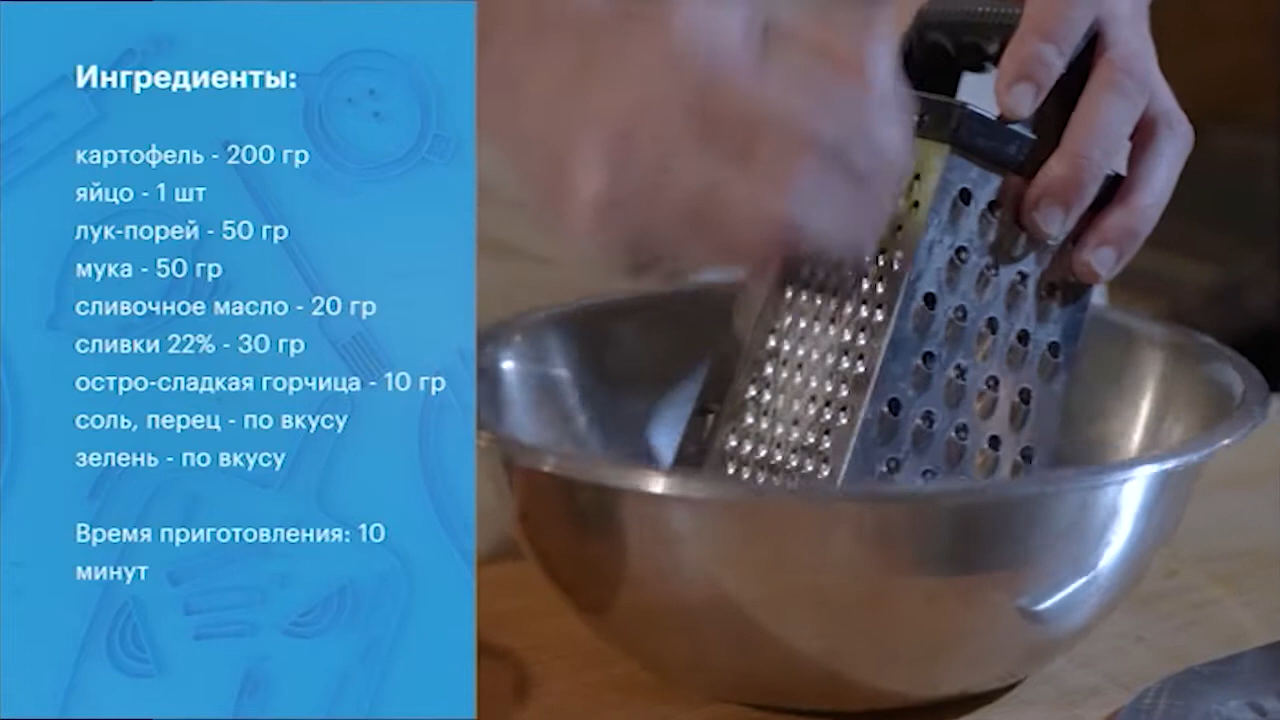 Ингредиенты:
картофель - 200 гр
яйцо - 1 шт
лук-порей - 50 гр
мука - 50 гр
сливочное масло - 20 гр
сливки 22% - 30 гр
остро-сладкая горчица - 10 гр
соль, перец - по вкусу
зелень - по вкусу
Время приготовления: 10
минут